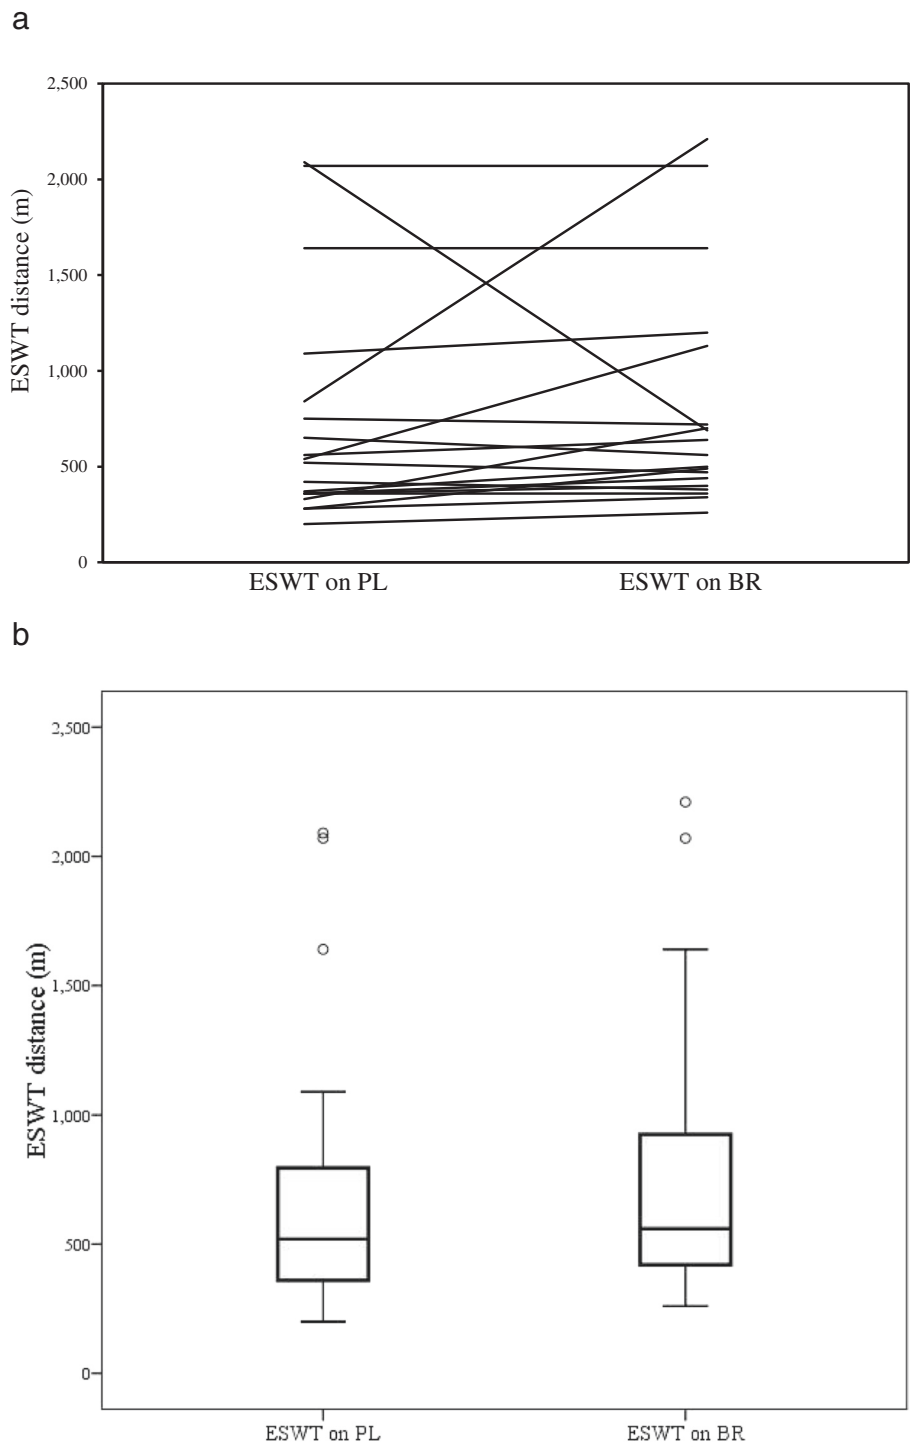 a
2,500
2,000
1,500
1,000
500
0
ESWT distance (m)
ESWT on PL
ESWT on BR
b
2,500
2,000
1,500
1,000
500
0
ESWT distance (m)
ESWT on PL
ESWT on BR